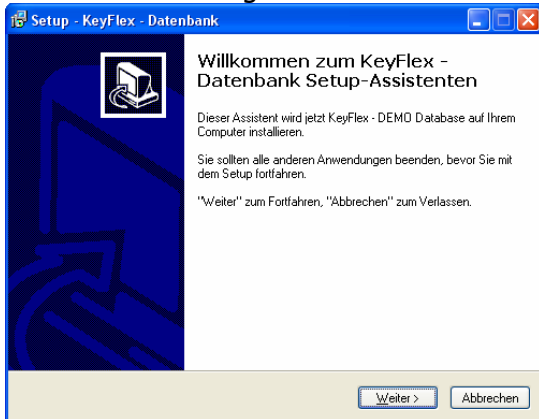 Setup - KeyFlex - Datenbank
Willkommen zum KeyFlex -
Datenbank Setup-Assistenten
Dieser Assistent wird jetzt KeyFlex - DEMO Database auf Ihrem
Computer installieren.
Sie sollten alle anderen Anwendungen beenden, bevor Sie mit
dem Setup fortfahren.
"Weiter" zum Fortfahren, "Abbrechen" zum Verlassen.
Weiter >
Abbrechen